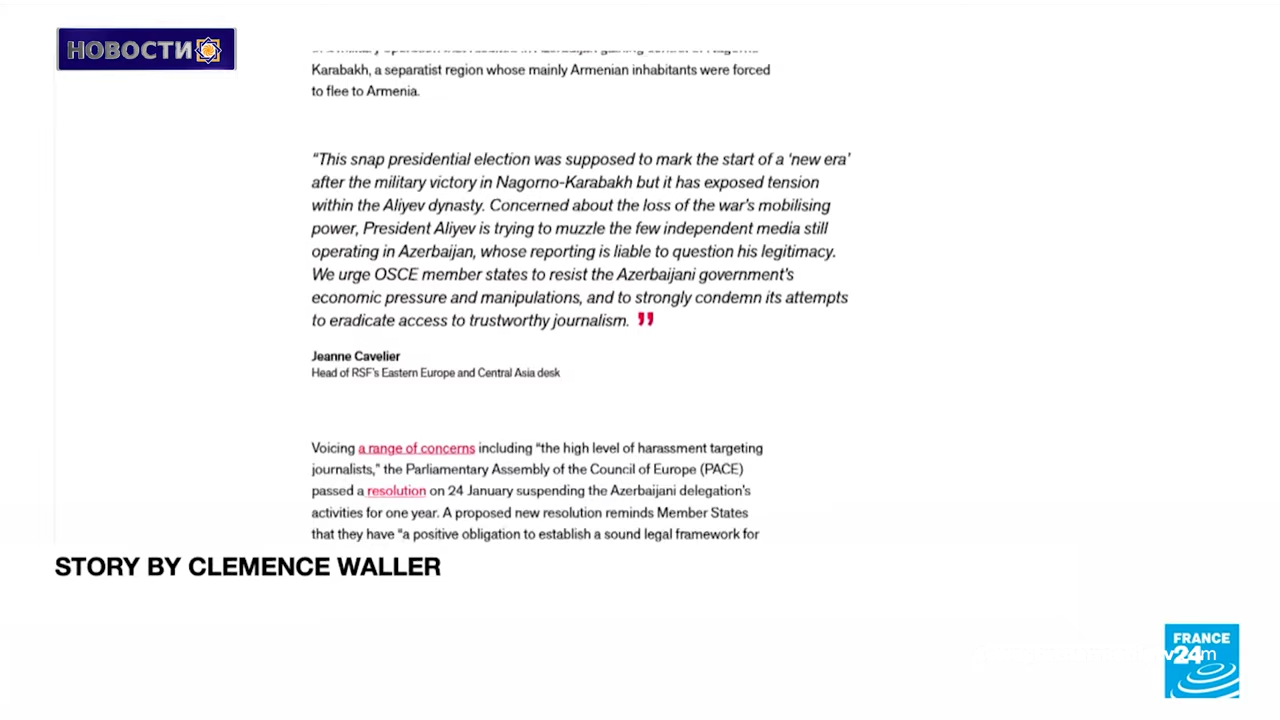 НОВОСТИ
Karabakh, a separatist region whose mainly Armenian inhabitants were forced
to flee to Armenia.
“This snap presidential election was supposed to mark the start of a ‘new era’
after the military victory in Nagorno-Karabakh but it has exposed tension
within the Aliyev dynasty. Concerned about the loss of the war’s mobilising
power, President Aliyev is trying to muzzle the few independent media still
operating in Azerbaijan, whose reporting is liable to question his legitimacy.
We urge OSCE member states to resist the Azerbaijani government’s
economic pressure and manipulations, and to strongly condemn its attempts
to eradicate access to trustworthy journalism. ”
Jeanne Cavelier
Head of RSF’s Eastern Europe and Central Asia desk
Voicing a range of concerns including “the high level of harassment targeting
journalists,” the Parliamentary Assembly of the Council of Europe (PACE)
passed a resolution on 24 January suspending the Azerbaijani delegation’s
activities for one year. A proposed new resolution reminds Member States
that they have “a positive obligation to establish a sound legal framework for
STORY BY CLEMENCE WALLER
FRANCE
24